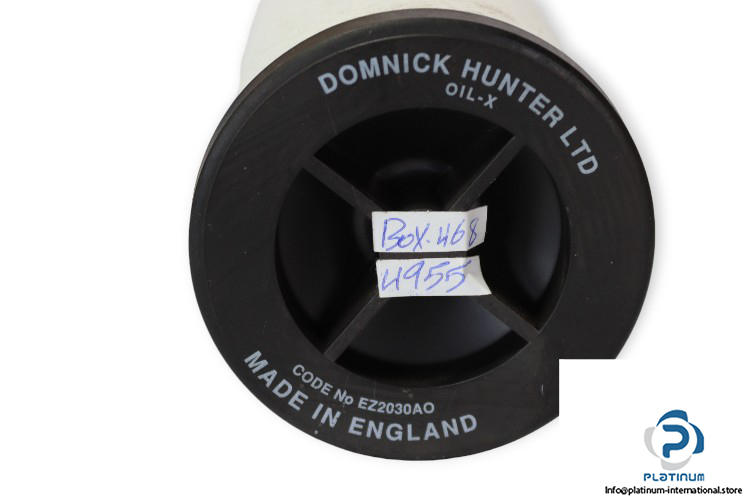 DOMNICK HUNTER LTD
OIL-X
Box.468
4955
CODE No EZ2030AO
MADE IN ENGLAND
PLATINUM
Info@platinum-international.store